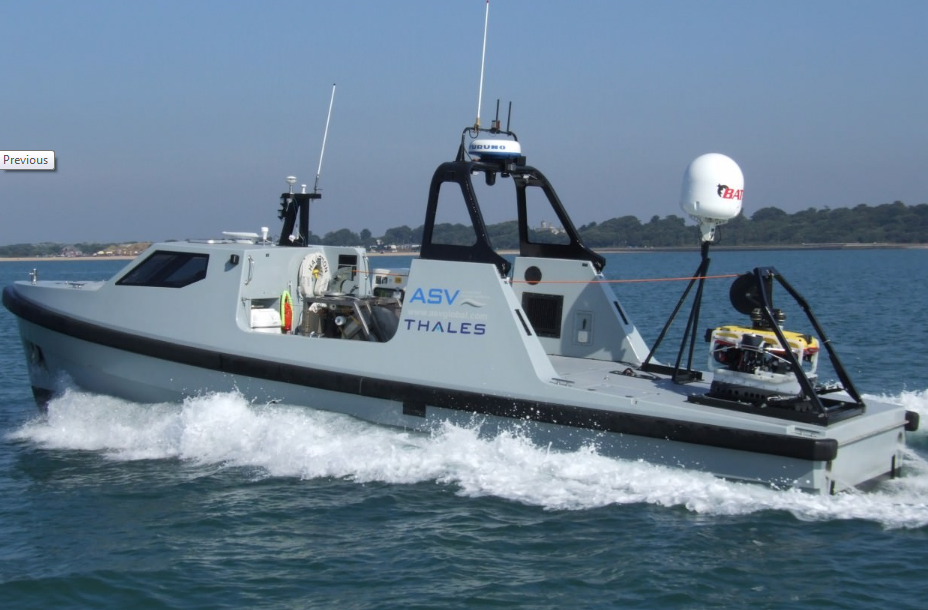 Previous
FURUNO
BAT
ASV
THALES